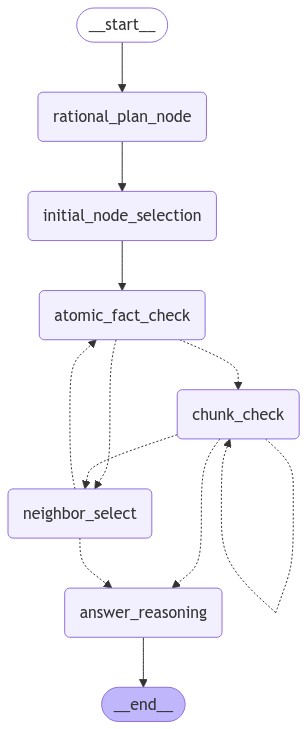 __start__
rational_plan_node
initial_node_selection
atomic_fact_check
chunk_check
neighbor_select
answer_reasoning
__end__